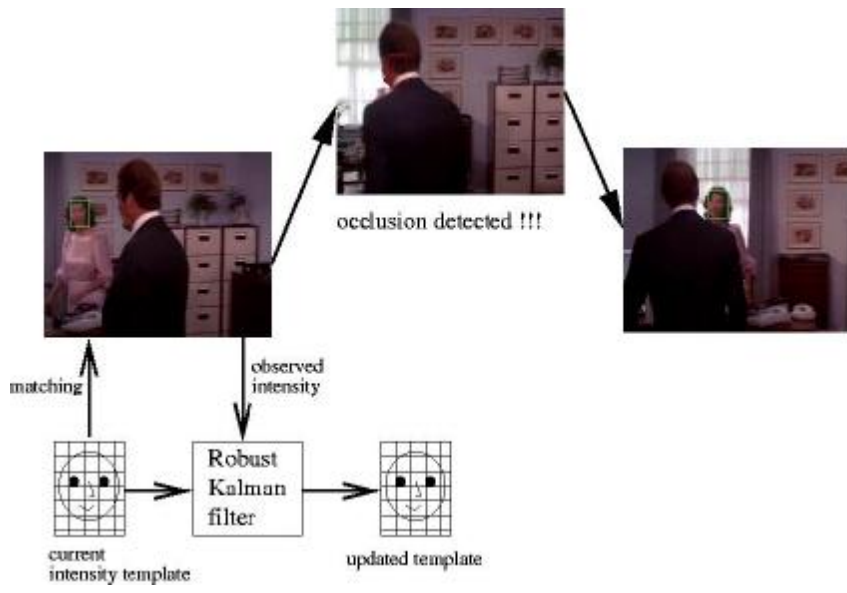 occlusion detected !!!
matching
observed
intensity
Robust
Kalman
filter
current
intensity template
updated template